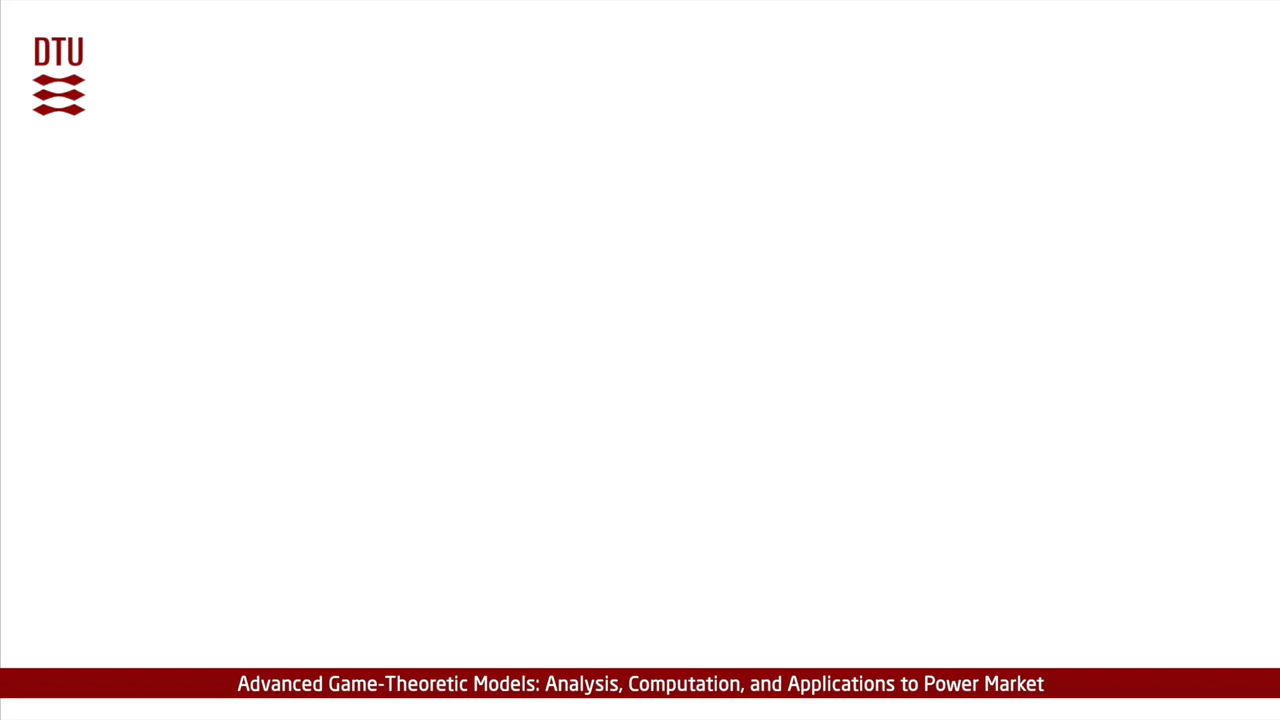 DTU
Advanced Game-Theoretic Models: Analysis, Computation, and Applications to Power Market